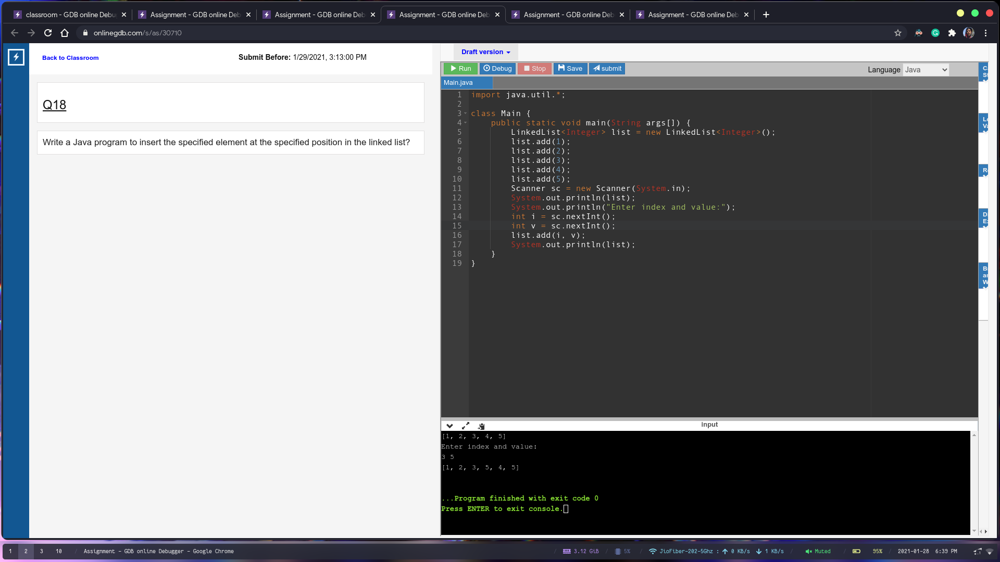 classroom - GDB online Debu
Assignment - GDB online Deb
Assignment - GDB online Deb
Assignment - GDB online Deb
Assignment - GDB online Deb
Assignment - GDB online Deb
onlinegdb.com/s/as/30710
Back to Classroom
Submit Before: 1/29/2021, 3:13:00 PM
Q18
Write a Java program to insert the specified element at the specified position in the linked list?
Draft version
Run Debug Stop Save submit
Language Java
Main.java
1 import java.util.*;
2
3 class Main {
4 public static void main(String args[]) {
5 LinkedList<Integer> list = new LinkedList<Integer>();
6 list.add(1);
7 list.add(2);
8 list.add(3);
9 list.add(4);
10 list.add(5);
11 Scanner sc = new Scanner(System.in);
12 System.out.println(list);
13 System.out.println("Enter index and value:");
14 int i = sc.nextInt();
15 int v = sc.nextInt();
16 list.add(i, v);
17 System.out.println(list);
18 }
19 }
input
[1, 2, 3, 4, 5]
Enter index and value:
3 5
[1, 2, 3, 5, 4, 5]
...Program finished with exit code 0
Press ENTER to exit console.
1 2 3 10 / Assignment - GDB online Debugger - Google Chrome / 3.12 GiB / 5% / JioFiber-202-5Ghz : 0 KB/s 1 KB/s / Muted / 95% / 2021-01-28 6:39 PM